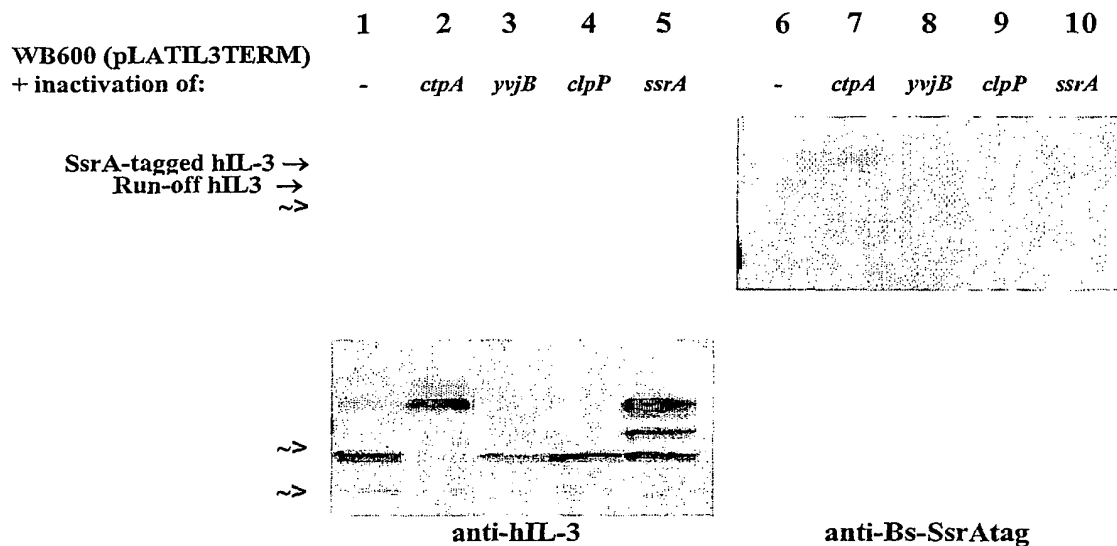 1 2 3 4 5 6 7 8 9 10
WB600 (pLATIL3TERM)
+ inactivation of: - ctpA yvjB clpP ssrA - ctpA yvjB clpP ssrA
SsrA-tagged hIL-3 →
Run-off hIL3 →
~>
~>
~>
anti-hIL-3 anti-Bs-SsrAtag